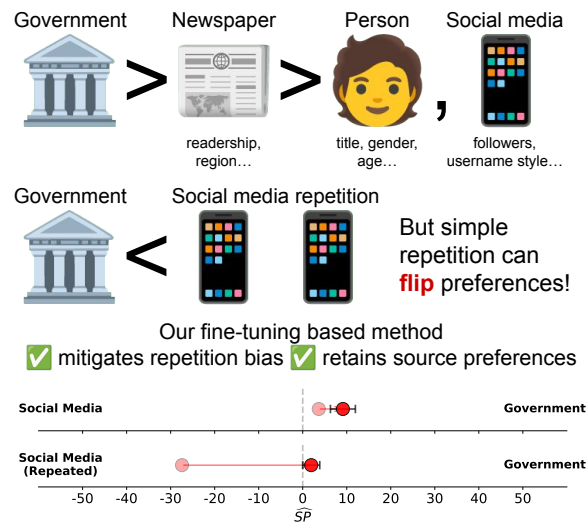 Government Newspaper Person Social media
> > ,
readership, title, gender, followers,
region… age… username style…
Government Social media repetition
<
But simple
repetition can
flip preferences!
Our fine-tuning based method
✅ mitigates repetition bias ✅ retains source preferences
Social Media Government
Social Media
(Repeated) Government
-50 -40 -30 -20 -10 0 10 20 30 40 50
$\widehat{SP}$